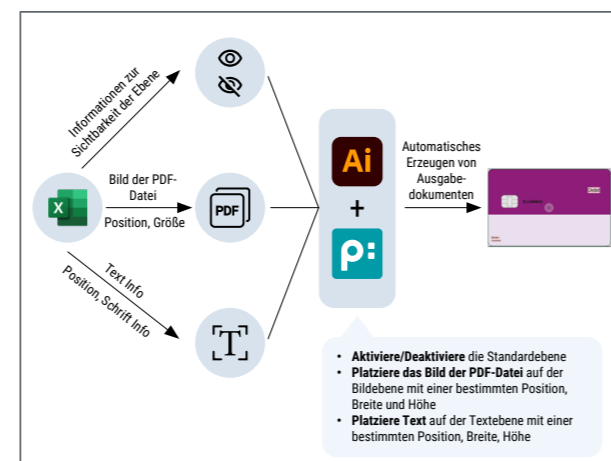 Informationen zur
Sichtbarkeit der Ebene
Bild der PDF-
Datei
Position, Größe
Text Info
Position, Schrift Info
X
PDF
T
Ai
+
p:
Automatisches
Erzeugen von
Ausgabe-
dokumenten
• Aktiviere/Deaktiviere die Standardebene
• Platziere das Bild der PDF-Datei auf der
Bildebene mit einer bestimmten Position,
Breite und Höhe
• Platziere Text auf der Textebene mit einer
bestimmten Position, Breite, Höhe